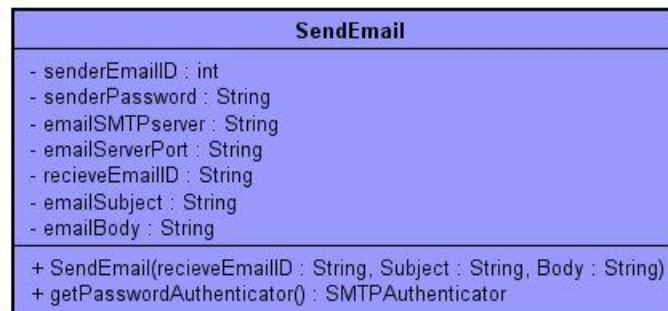 SendEmail
- senderEmailID : int
- senderPassword : String
- emailSMTPserver : String
- emailServerPort : String
- recieveEmailID : String
- emailSubject : String
- emailBody : String
+ SendEmail(recieveEmailID : String, Subject : String, Body : String)
+ getPasswordAuthenticator() : SMTPAuthenticator